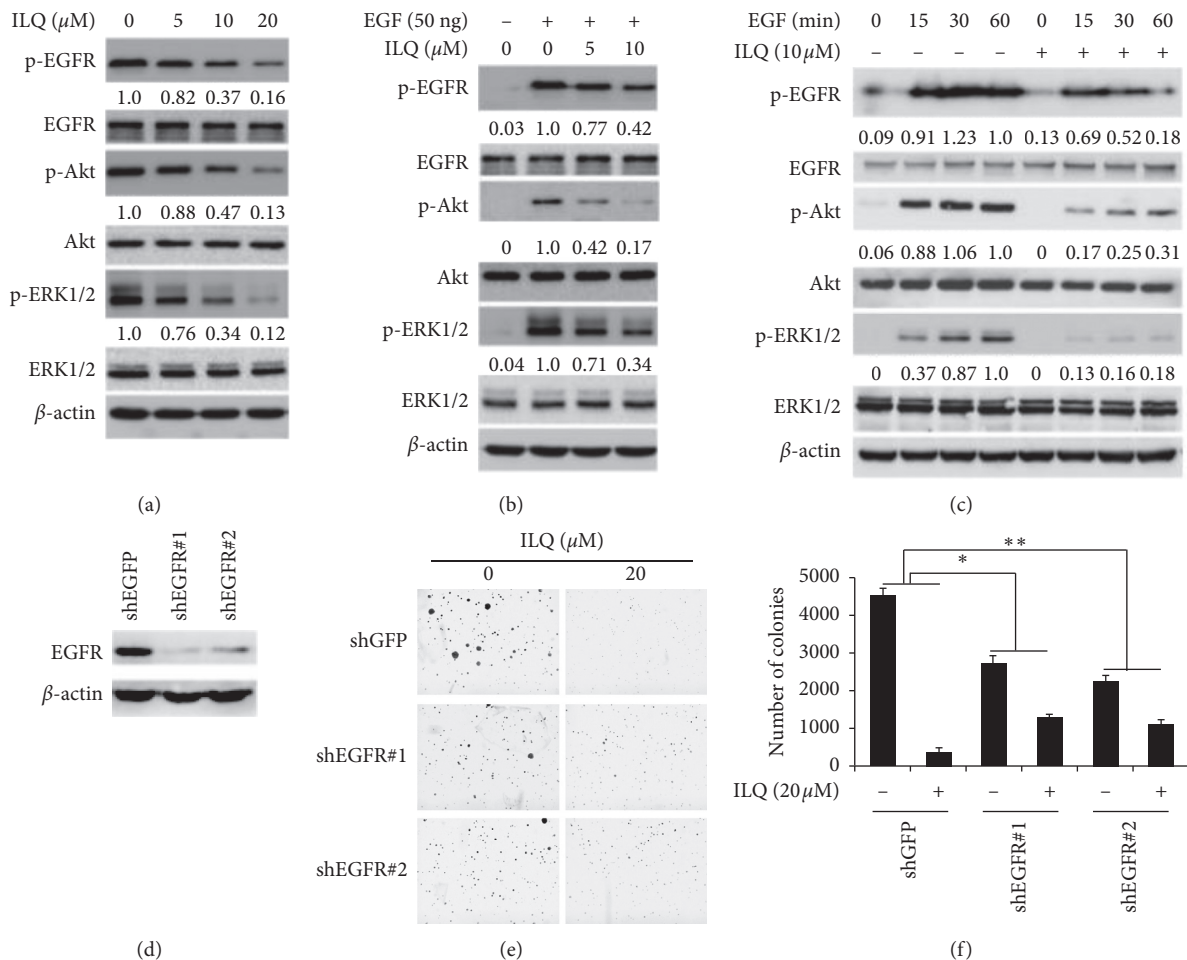 ILQ (μM) 0 5 10 20
p-EGFR
1.0 0.82 0.37 0.16
EGFR
p-Akt
1.0 0.88 0.47 0.13
Akt
p-ERK1/2
1.0 0.76 0.34 0.12
ERK1/2
β-actin
(a)
EGF (50 ng) – + + +
ILQ (μM) 0 0 5 10
p-EGFR
0.03 1.0 0.77 0.42
EGFR
p-Akt
0 1.0 0.42 0.17
Akt
p-ERK1/2
0.04 1.0 0.71 0.34
ERK1/2
β-actin
(b)
EGF (min) 0 15 30 60 0 15 30 60
ILQ (10 μM) – – – – + + + +
p-EGFR
0.09 0.91 1.23 1.0 0.13 0.69 0.52 0.18
EGFR
p-Akt
0.06 0.88 1.06 1.0 0 0.17 0.25 0.31
Akt
p-ERK1/2
0 0.37 0.87 1.0 0 0.13 0.16 0.18
ERK1/2
β-actin
(c)
shEGFP
shEGFR#1
shEGFR#2
EGFR
β-actin
(d)
ILQ (μM)
0 20
shGFP
shEGFR#1
shEGFR#2
(e)
**
*
Number of colonies
5000
4000
3000
2000
1000
0
ILQ (20 μM) – + – + – +
shGFP
shEGFR#1
shEGFR#2
(f)